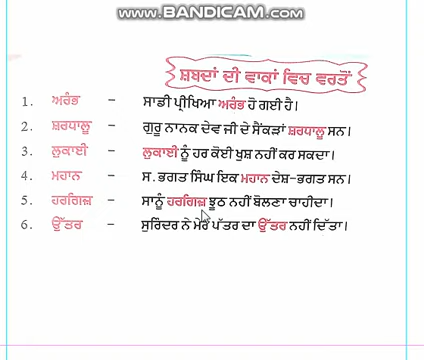 www.BANDICAM.com
ਸ਼ਬਦਾਂ ਦੀ ਵਾਕਾਂ ਵਿਚ ਵਰਤੋਂ
1. ਅਰੰਭ – ਸਾਡੀ ਪ੍ਰੀਖਿਆ ਅਰੰਭ ਹੋ ਗਈ ਹੈ।
2. ਸ਼ਰਧਾਲੂ – ਗੁਰੂ ਨਾਨਕ ਦੇਵ ਜੀ ਦੇ ਸੈਂਕੜਾਂ ਸ਼ਰਧਾਲੂ ਸਨ।
3. ਲੁਕਾਈ – ਲੁਕਾਈ ਨੂੰ ਹਰ ਕੋਈ ਖੁਸ਼ ਨਹੀਂ ਕਰ ਸਕਦਾ।
4. ਮਹਾਨ – ਸ. ਭਗਤ ਸਿੰਘ ਇਕ ਮਹਾਨ ਦੇਸ਼-ਭਗਤ ਸਨ।
5. ਹਰਗਿਜ਼ – ਸਾਨੂੰ ਹਰਗਿਜ਼ ਝੂਠ ਨਹੀਂ ਬੋਲਣਾ ਚਾਹੀਦਾ।
6. ਉੱਤਰ – ਸੁਰਿੰਦਰ ਨੇ ਮੇਰੇ ਪੱਤਰ ਦਾ ਉੱਤਰ ਨਹੀਂ ਦਿੱਤਾ।